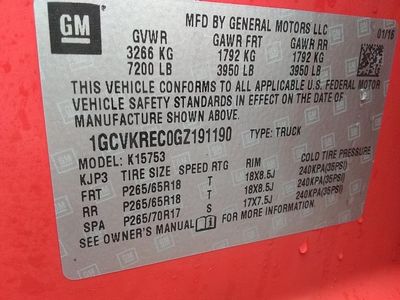 GM
MFD BY GENERAL MOTORS LLC
01/16
GVWR GAWR FRT GAWR RR
3266 KG 1792 KG 1792 KG
7200 LB 3950 LB 3950 LB
THIS VEHICLE CONFORMS TO ALL APPLICABLE U.S. FEDERAL MOTOR
VEHICLE SAFETY STANDARDS IN EFFECT ON THE DATE OF
MANUFACTURE SHOWN ABOVE.
1GCVKREC0GZ191190 TYPE: TRUCK
MODEL: K15753
KJP3 TIRE SIZE SPEED RTG RIM COLD TIRE PRESSURE
FRT P265/65R18 T 18X8.5J 240KPA(35PSI)
RR P265/65R18 T 18X8.5J 240KPA(35PSI)
SPA P265/70R17 S 17X7.5J 240KPA(35PSI)
SEE OWNER'S MANUAL FOR MORE INFORMATION.
GM